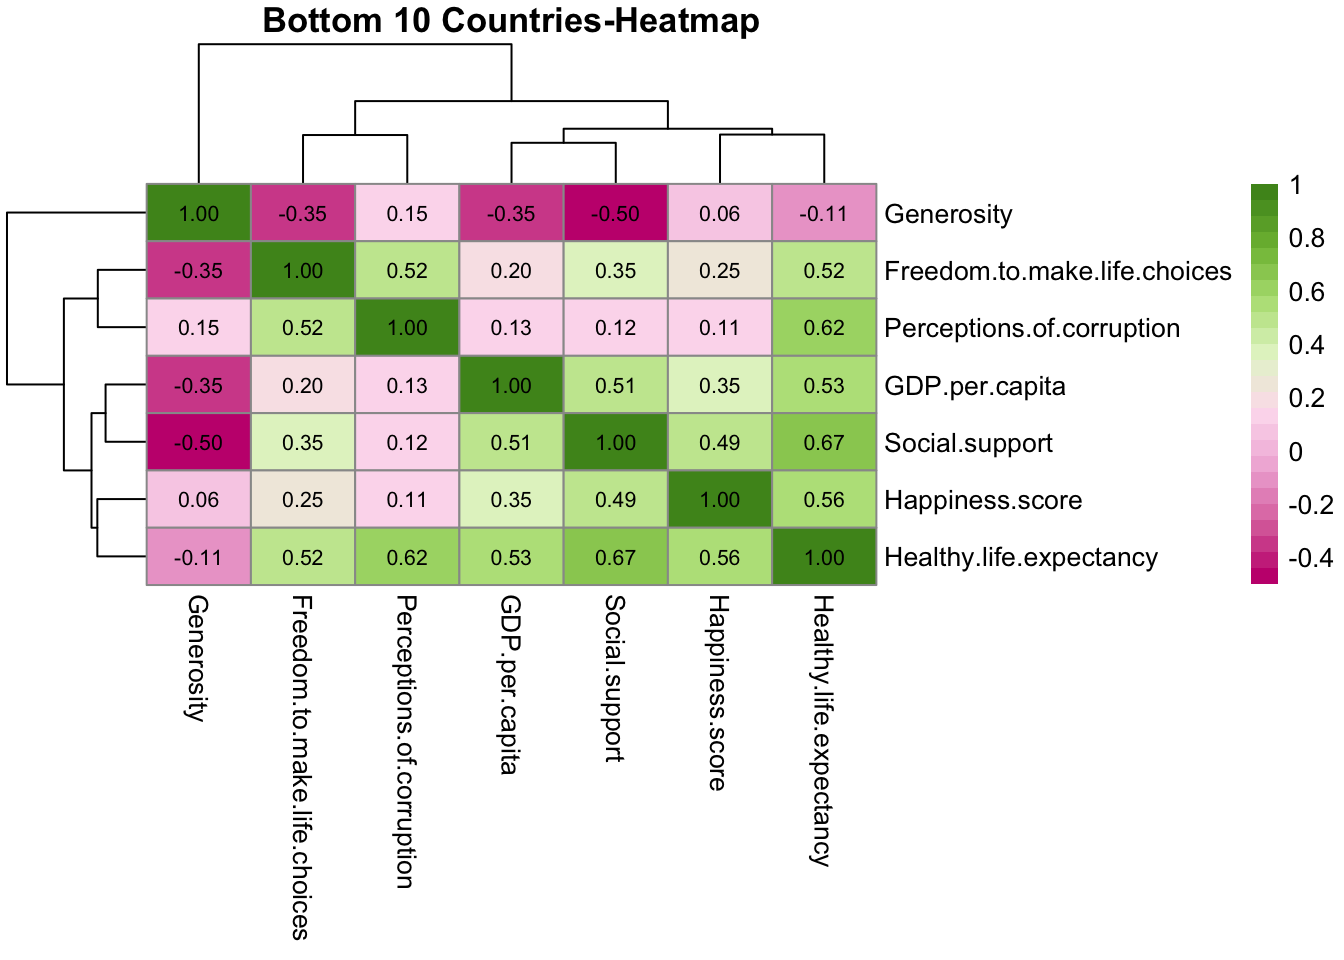 Bottom 10 Countries-Heatmap
1.00 -0.35 0.15 -0.35 -0.50 0.06 -0.11 Generosity
-0.35 1.00 0.52 0.20 0.35 0.25 0.52 Freedom.to.make.life.choices
0.15 0.52 1.00 0.13 0.12 0.11 0.62 Perceptions.of.corruption
-0.35 0.20 0.13 1.00 0.51 0.35 0.53 GDP.per.capita
-0.50 0.35 0.12 0.51 1.00 0.49 0.67 Social.support
0.06 0.25 0.11 0.35 0.49 1.00 0.56 Happiness.score
-0.11 0.52 0.62 0.53 0.67 0.56 1.00 Healthy.life.expectancy
Generosity
Freedom.to.make.life.choices
Perceptions.of.corruption
GDP.per.capita
Social.support
Happiness.score
Healthy.life.expectancy
1
0.8
0.6
0.4
0.2
0
-0.2
-0.4